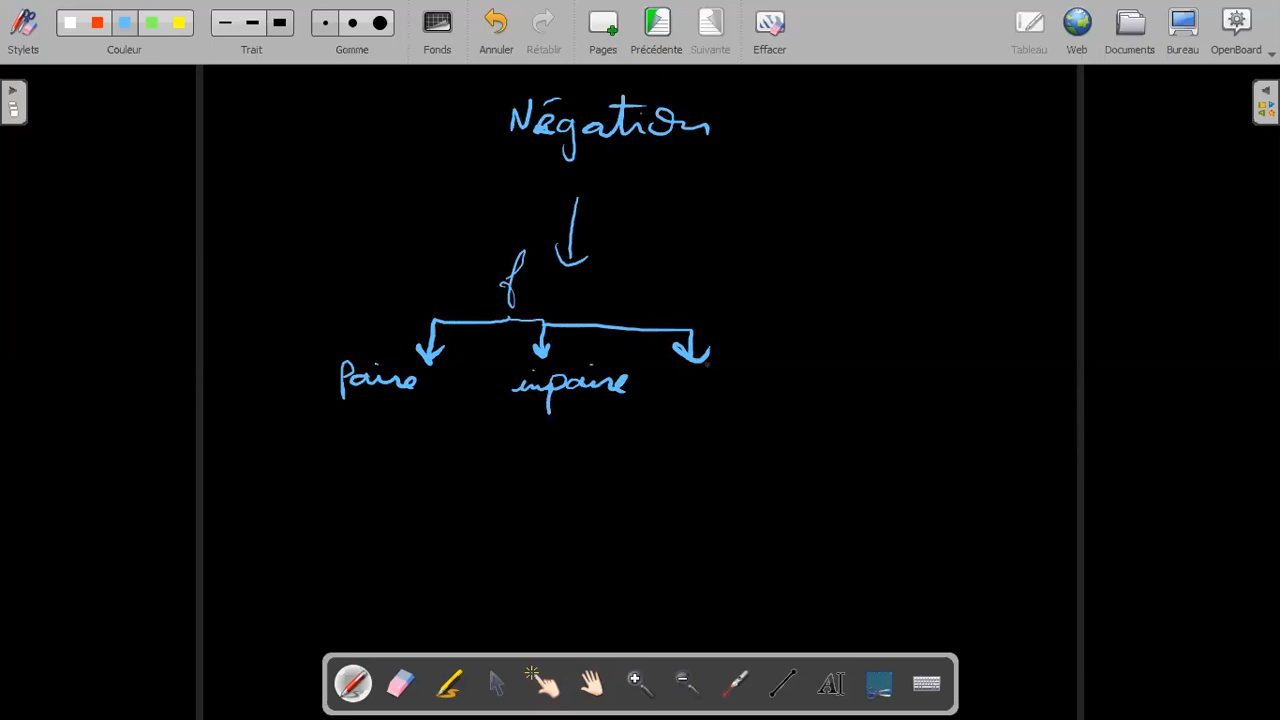 Stylets Couleur Trait Gomme Fonds Annuler Rétablir Pages Précédente Suivante Effacer Tableau Web Documents Bureau OpenBoard
Négation
f
Paire impaire